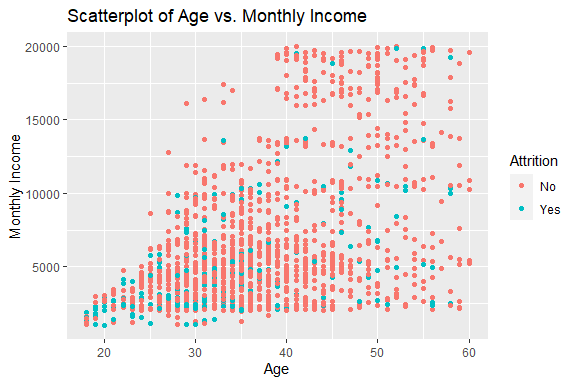 Scatterplot of Age vs. Monthly Income
20000
15000
10000
5000
Monthly Income
20
30
40
50
60
Age
Attrition
No
Yes